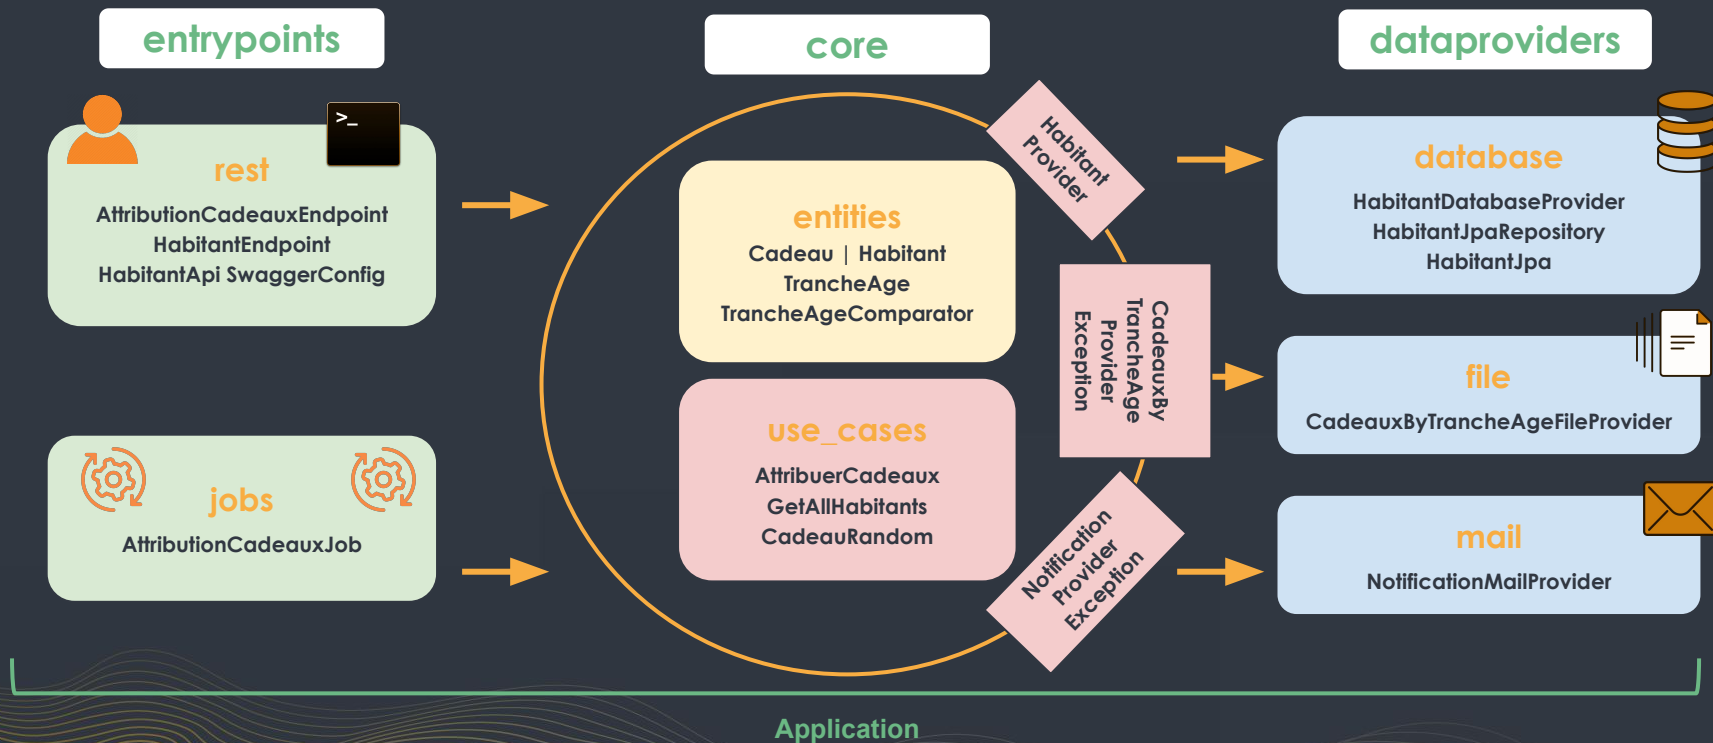 entrypoints
core
dataproviders
>_
rest
AttributionCadeauxEndpoint
HabitantEndpoint
HabitantApi SwaggerConfig
jobs
AttributionCadeauxJob
entities
Cadeau | Habitant
TrancheAge
TrancheAgeComparator
use_cases
AttribuerCadeaux
GetAllHabitants
CadeauRandom
Habitant
Provider
CadeauxBy
TrancheAge
Provider
Exception
Notification
Provider
Exception
database
HabitantDatabaseProvider
HabitantJpaRepository
HabitantJpa
file
CadeauxByTrancheAgeFileProvider
mail
NotificationMailProvider
Application